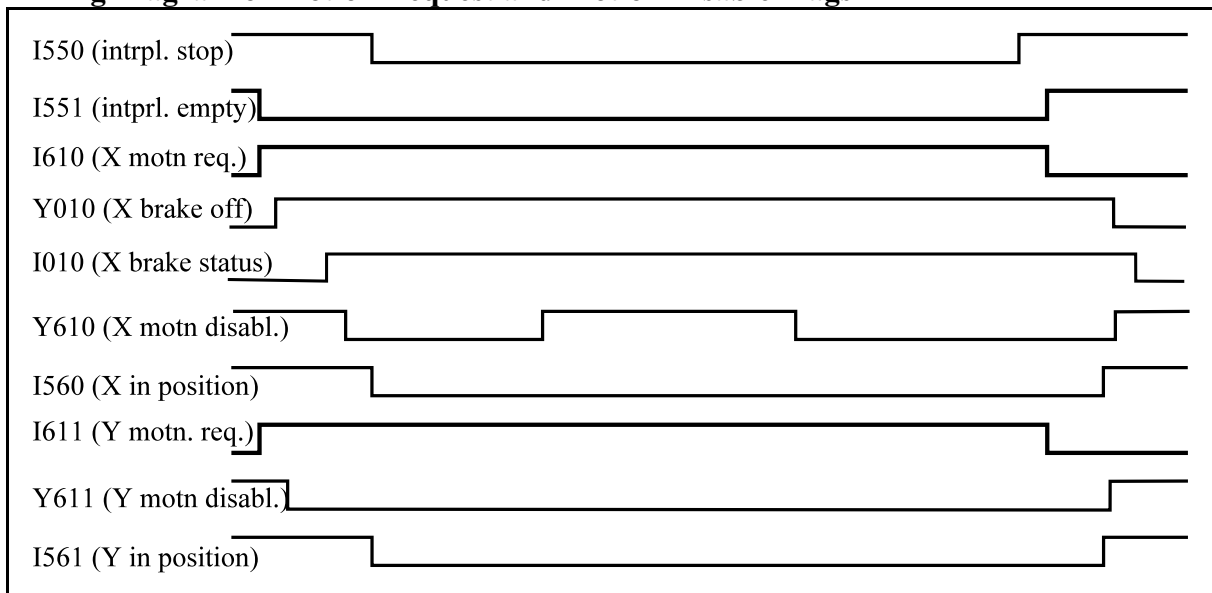 I550 (intrpl. stop)
I551 (intprl. empty)
I610 (X motn req.)
Y010 (X brake off)
I010 (X brake status)
Y610 (X motn disabl.)
I560 (X in position)
I611 (Y motn. req.)
Y611 (Y motn disabl.)
I561 (Y in position)